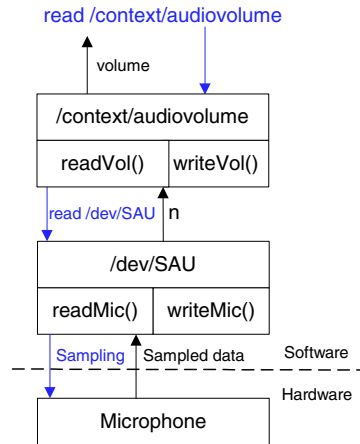 read /context/audiovolume
volume
/context/audiovolume
readVol() writeVol()
read /dev/SAU n
/dev/SAU
readMic() writeMic()
Sampling Sampled data Software
Hardware
Microphone